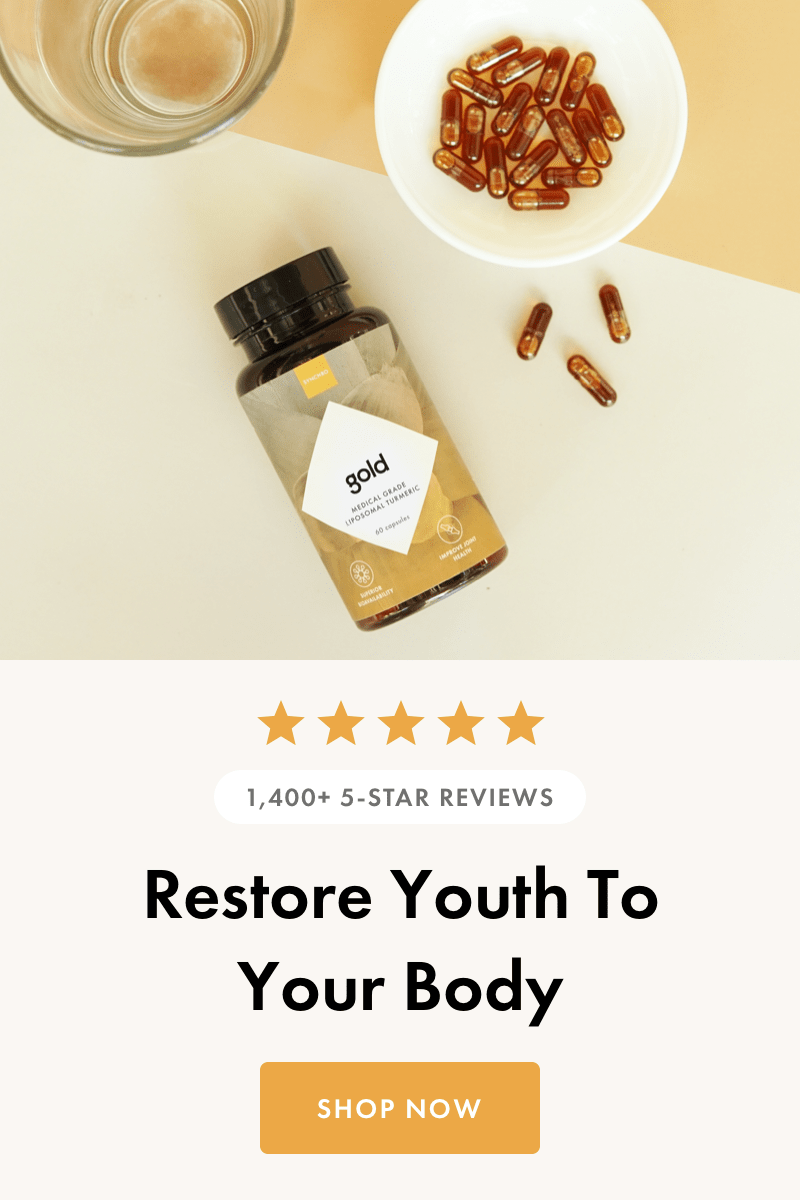 gold
MEDICAL GRADE
LIPOSOMAL TURMERIC
60 capsules
IMPROVE JOINT
HEALTH
SUPERIOR
BIOAVAILABILITY
1,400+ 5-STAR REVIEWS
Restore Youth To
Your Body
SHOP NOW